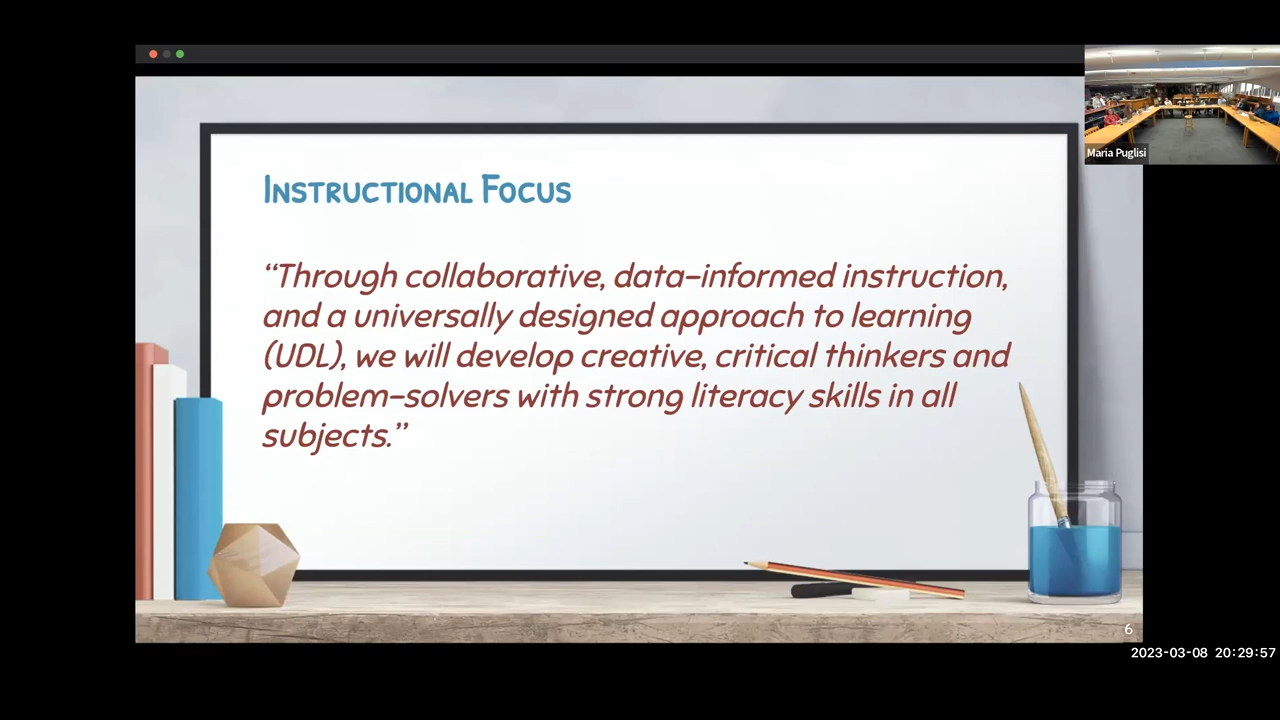 Maria Puglisi
Instructional Focus
“Through collaborative, data-informed instruction,
and a universally designed approach to learning
(UDL), we will develop creative, critical thinkers and
problem-solvers with strong literacy skills in all
subjects.”
6
2023-03-08 20:29:57